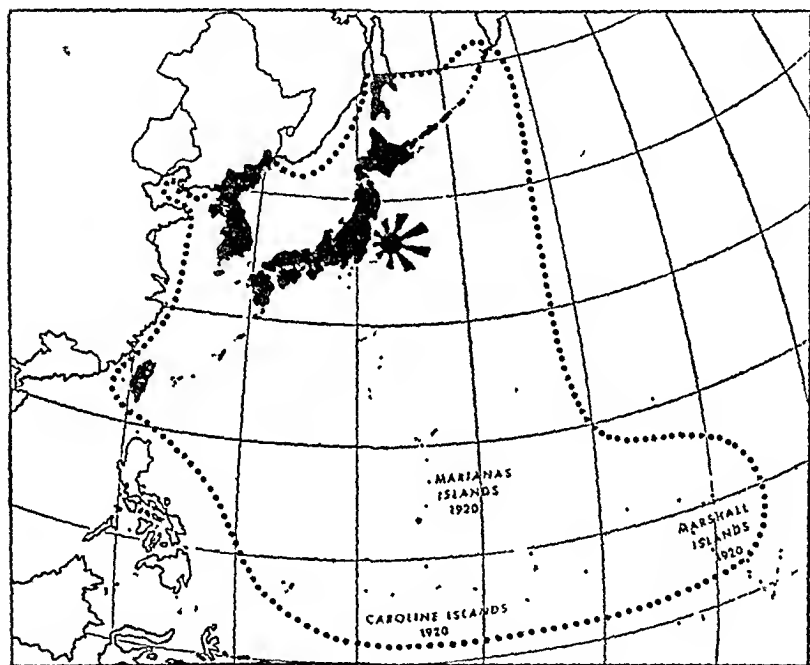 MARIANAS
ISLANDS
1920
MARSHALL
ISLANDS
1920
CAROLINE ISLANDS
1920